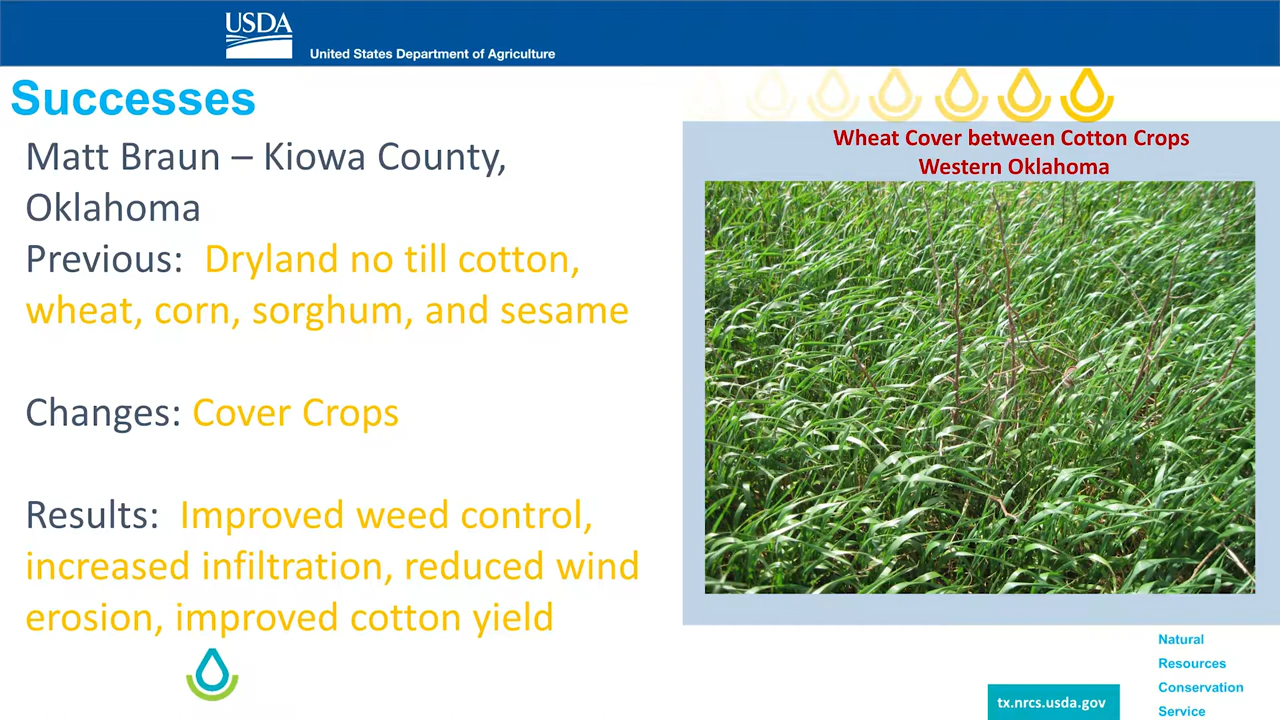 USDA
United States Department of Agriculture
Successes
Matt Braun – Kiowa County,
Oklahoma
Previous: Dryland no till cotton,
wheat, corn, sorghum, and sesame
Changes: Cover Crops
Results: Improved weed control,
increased infiltration, reduced wind
erosion, improved cotton yield
Wheat Cover between Cotton Crops
Western Oklahoma
Natural
Resources
Conservation
Service
tx.nrcs.usda.gov